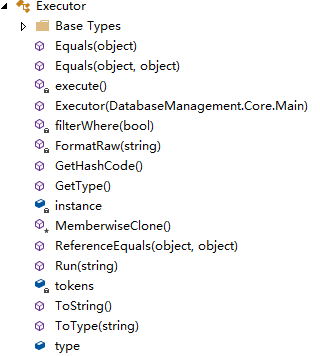 Executor
Base Types
Equals(object)
Equals(object, object)
execute()
Executor(DatabaseManagement.Core.Main)
filterWhere(bool)
FormatRaw(string)
GetHashCode()
GetType()
instance
MemberwiseClone()
ReferenceEquals(object, object)
Run(string)
tokens
ToString()
ToType(string)
type